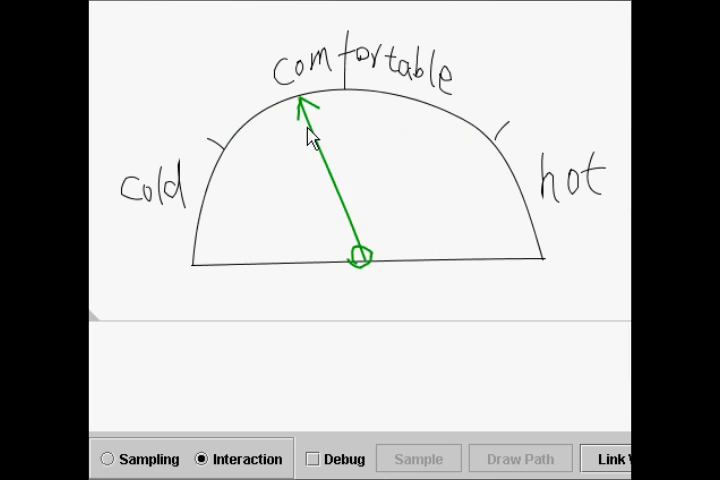 comfortable
cold
hot
Sampling Interaction Debug Sample Draw Path Link